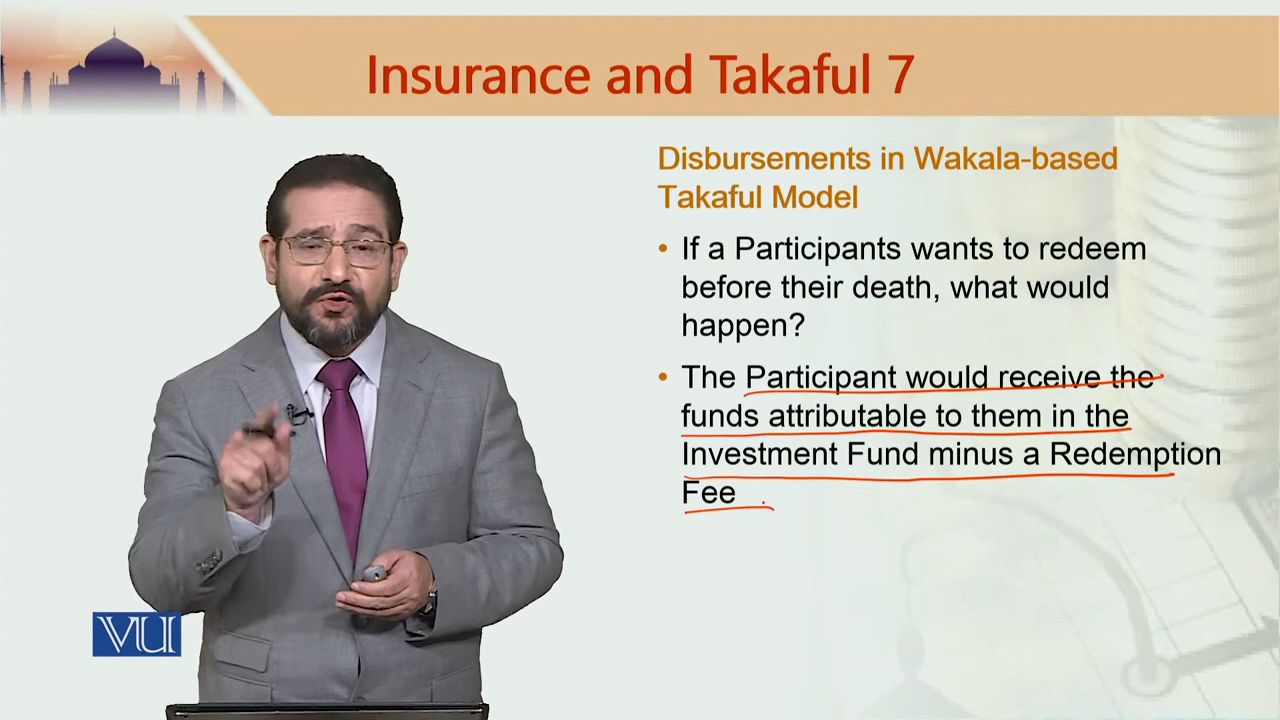 Insurance and Takaful 7
Disbursements in Wakala-based
Takaful Model
• If a Participants wants to redeem
before their death, what would
happen?
• The Participant would receive the
funds attributable to them in the
Investment Fund minus a Redemption
Fee
VU